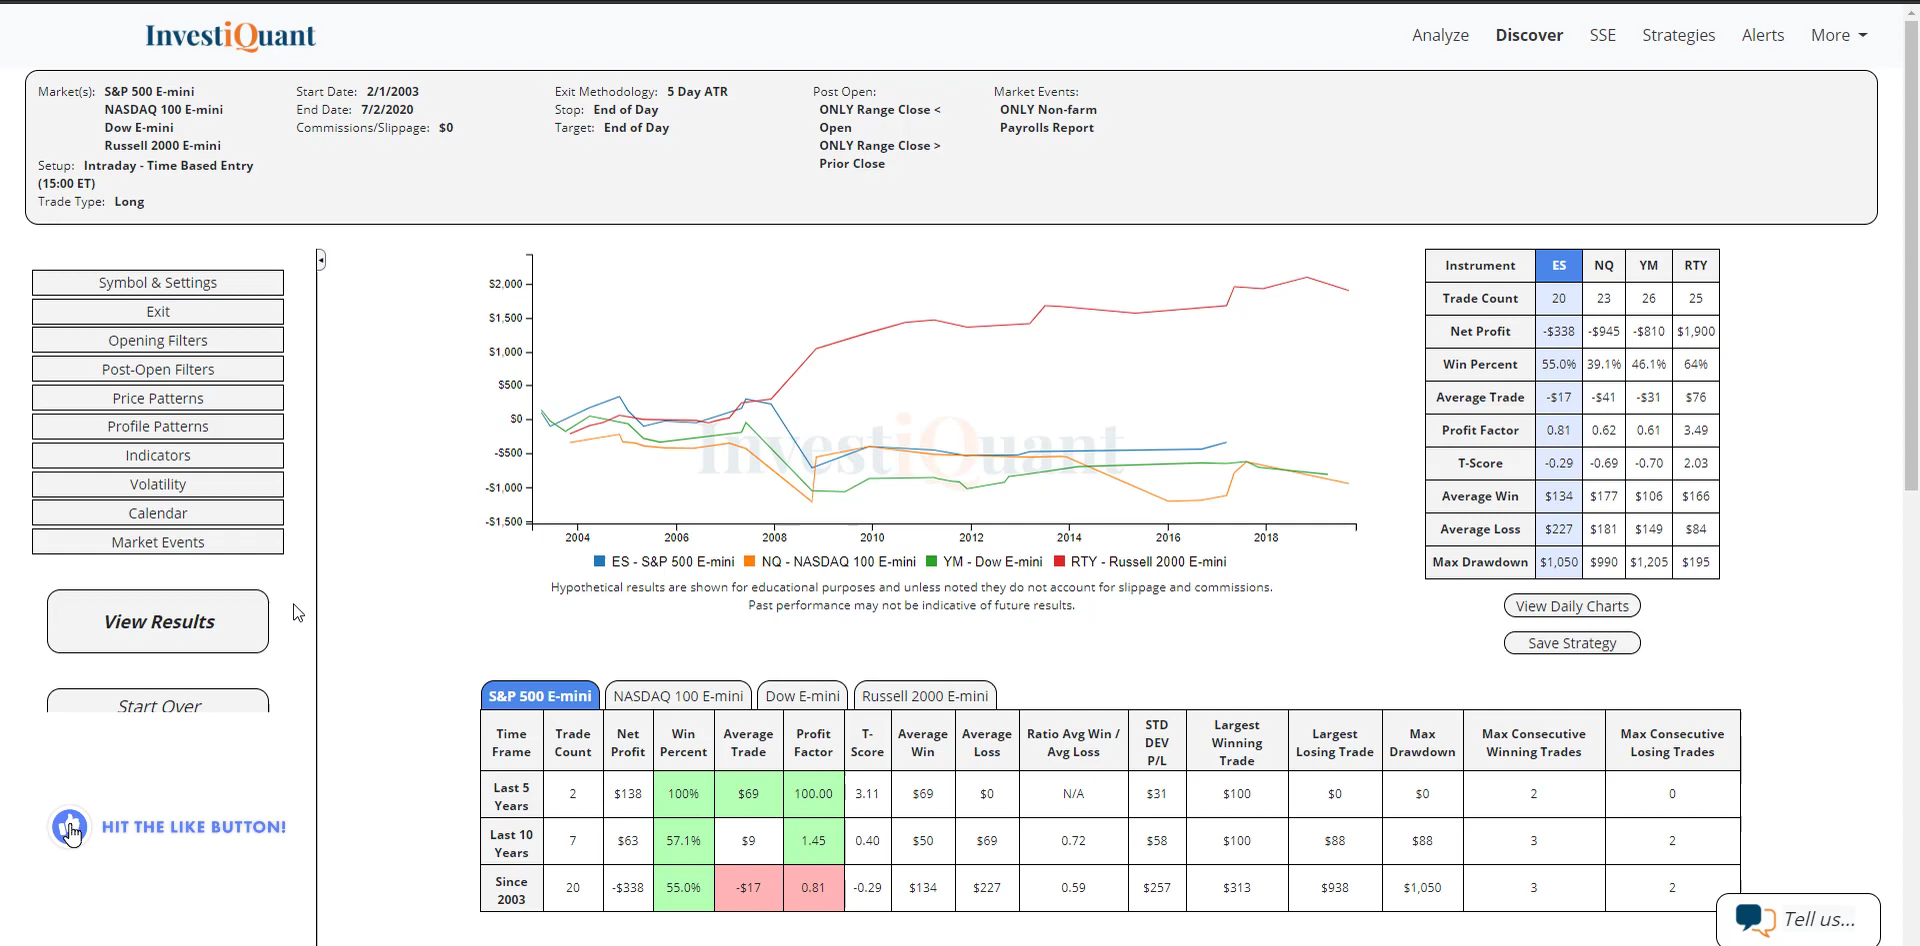 InvestiQuant
Analyze Discover SSE Strategies Alerts More
Market(s): S&P 500 E-mini
NASDAQ 100 E-mini
Dow E-mini
Russell 2000 E-mini
Setup: Intraday - Time Based Entry
(15:00 ET)
Trade Type: Long
Start Date: 2/1/2003
End Date: 7/2/2020
Commissions/Slippage: $0
Exit Methodology: 5 Day ATR
Stop: End of Day
Target: End of Day
Post Open:
ONLY Range Close <
Open
ONLY Range Close >
Prior Close
Market Events:
ONLY Non-farm
Payrolls Report
Symbol & Settings
Exit
Opening Filters
Post-Open Filters
Price Patterns
Profile Patterns
Indicators
Volatility
Calendar
Market Events
View Results
Start Over
HIT THE LIKE BUTTON!
$2,000
$1,500
$1,000
$500
$0
-$500
-$1,000
-$1,500
InvestiQuant
2004 2006 2008 2010 2012 2014 2016 2018
ES - S&P 500 E-mini NQ - NASDAQ 100 E-mini YM - Dow E-mini RTY - Russell 2000 E-mini
Hypothetical results are shown for educational purposes and unless noted they do not account for slippage and commissions.
Past performance may not be indicative of future results.
Instrument ES NQ YM RTY
Trade Count 20 23 26 25
Net Profit -$338 -$945 -$810 $1,900
Win Percent 55.0% 39.1% 46.1% 64%
Average Trade -$17 -$41 -$31 $76
Profit Factor 0.81 0.62 0.61 3.49
T-Score -0.29 -0.69 -0.70 2.03
Average Win $134 $177 $106 $166
Average Loss $227 $181 $149 $84
Max Drawdown $1,050 $990 $1,205 $195
View Daily Charts
Save Strategy
S&P 500 E-mini NASDAQ 100 E-mini Dow E-mini Russell 2000 E-mini
Time Frame Trade Count Net Profit Win Percent Average Trade Profit Factor T-Score Average Win Average Loss Ratio Avg Win / Avg Loss STD DEV P/L Largest Winning Trade Largest Losing Trade Max Drawdown Max Consecutive Winning Trades Max Consecutive Losing Trades
Last 5 Years 2 $138 100% $69 100.00 3.11 $69 $0 N/A $31 $100 $0 $0 2 0
Last 10 Years 7 $63 57.1% $9 1.45 0.40 $50 $69 0.72 $58 $100 $88 $88 3 2
Since 2003 20 -$338 55.0% -$17 0.81 -0.29 $134 $227 0.59 $257 $313 $938 $1,050 3 2
Tell us...